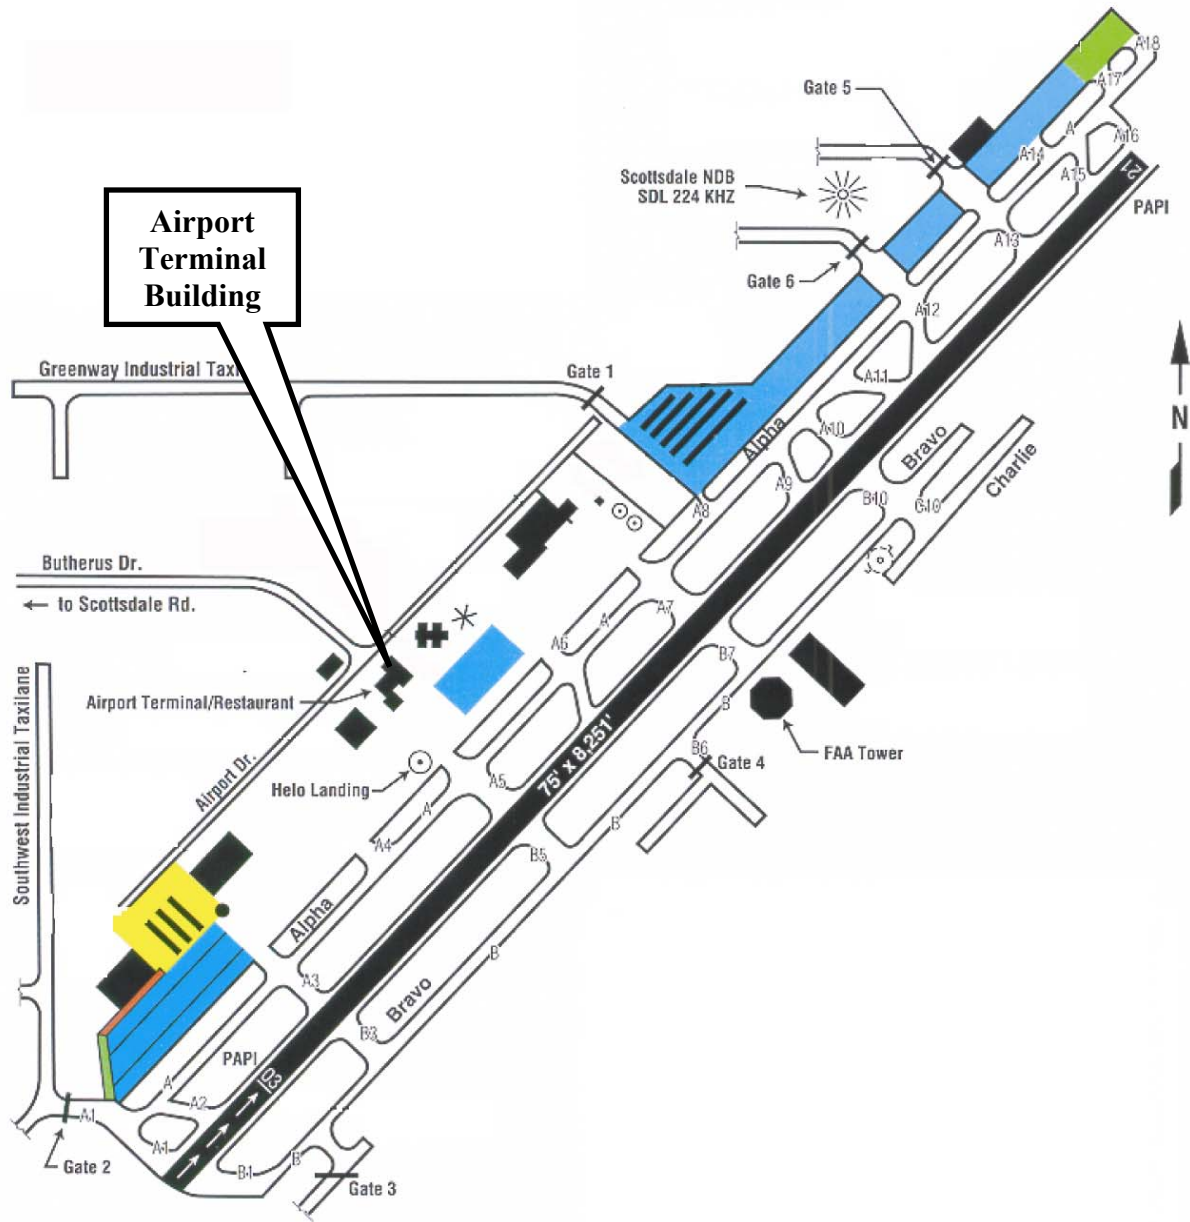 A18
A17
Gate 5
A
A16
A14
A15
21
Scottsdale NDB
SDL 224 KHZ
PAPI
Airport
Terminal
Building
A13
Gate 6
A12
N
Greenway Industrial Taxil
Gate 1
A11
Alpha
A10
Bravo
Charlie
A9
A8
B10
Butherus Dr.
← to Scottsdale Rd.
A7
A
A6
B7
Southwest Industrial Taxilane
Airport Terminal/Restaurant
B
FAA Tower
B6
Gate 4
75' x 8,251'
Airport Dr.
Helo Landing
A5
A
A4
B
B5
Alpha
B
A3
Bravo
B3
PAPI
03
A
A2
A1
A1
Gate 2
B1
B
Gate 3